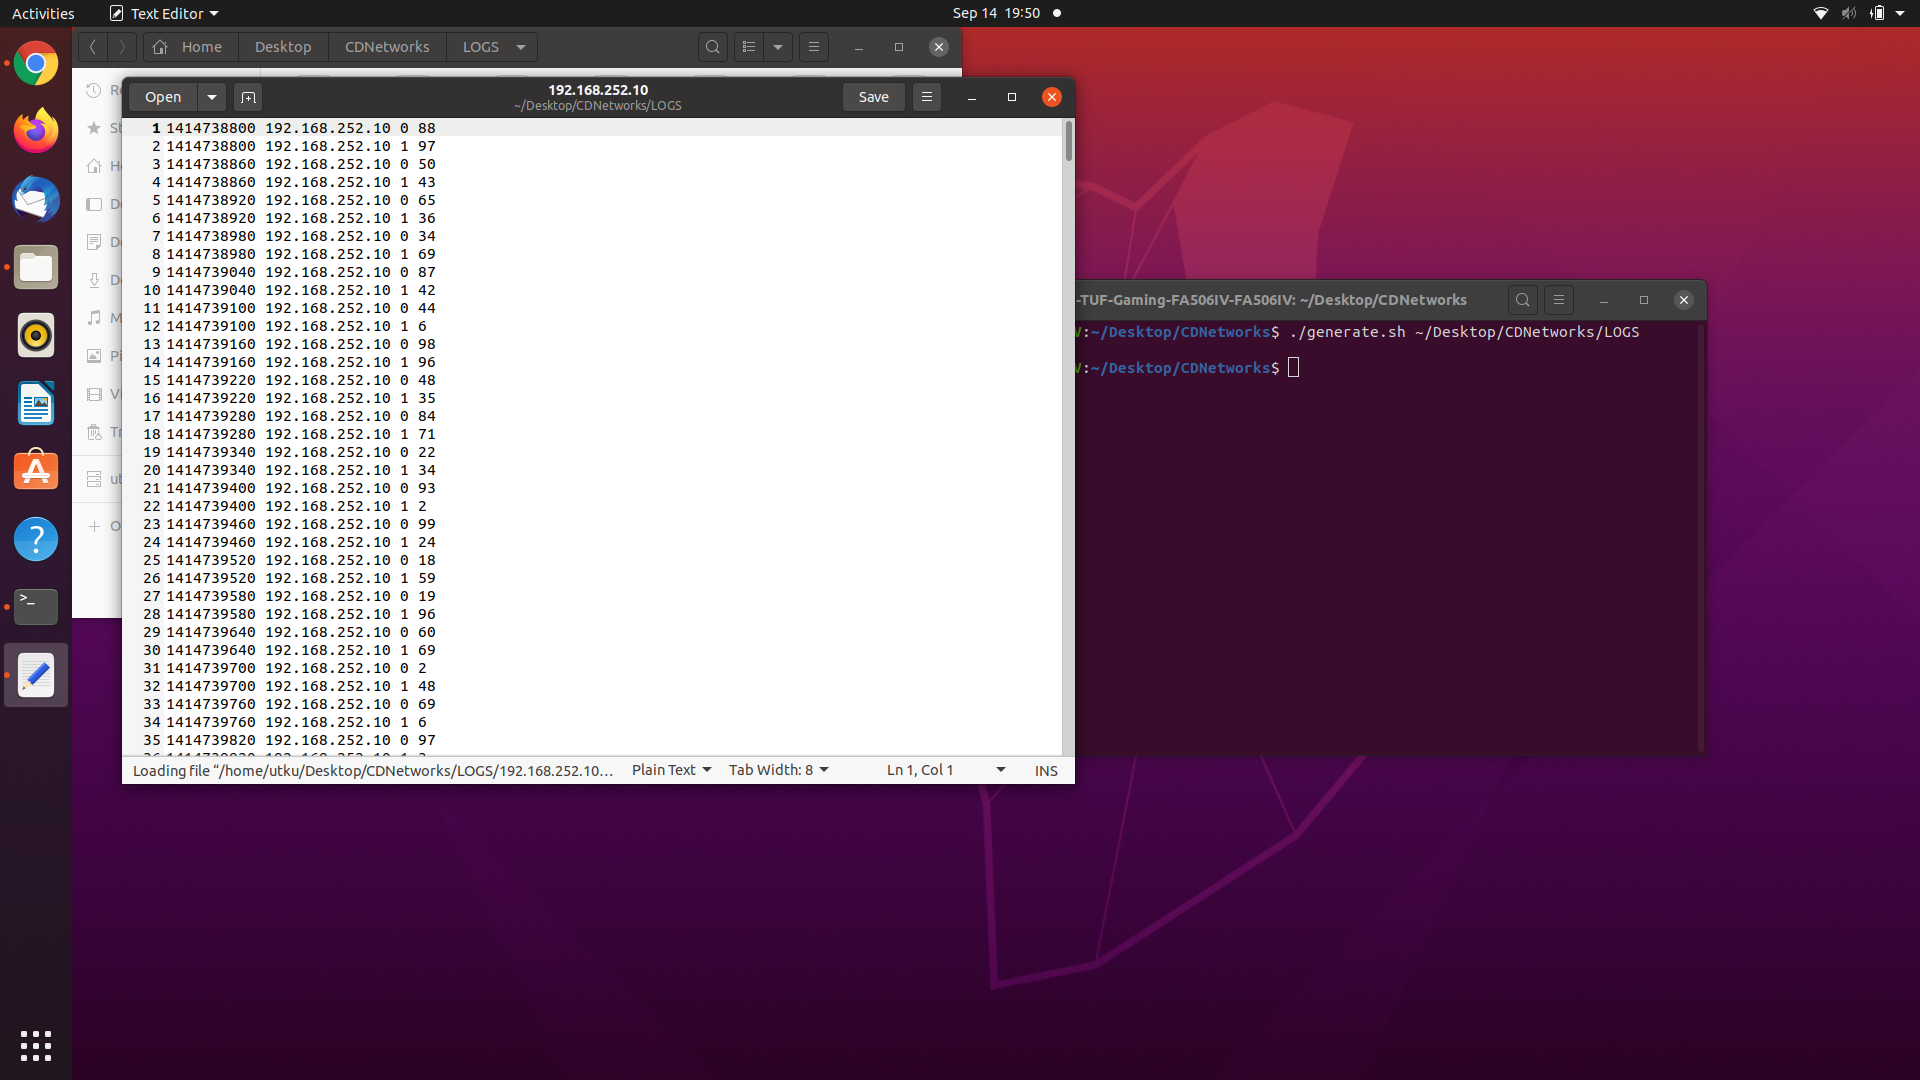 Activities
Text Editor
Sep 14 19:50
Home
Desktop
CDNetworks
LOGS
Open
192.168.252.10
~/Desktop/CDNetworks/LOGS
Save
1 1414738800 192.168.252.10 0 88
2 1414738800 192.168.252.10 1 97
3 1414738860 192.168.252.10 0 50
4 1414738860 192.168.252.10 1 43
5 1414738920 192.168.252.10 0 65
6 1414738920 192.168.252.10 1 36
7 1414738980 192.168.252.10 0 34
8 1414738980 192.168.252.10 1 69
9 1414739040 192.168.252.10 0 87
10 1414739040 192.168.252.10 1 42
11 1414739100 192.168.252.10 0 44
12 1414739100 192.168.252.10 1 6
13 1414739160 192.168.252.10 0 98
14 1414739160 192.168.252.10 1 96
15 1414739220 192.168.252.10 0 48
16 1414739220 192.168.252.10 1 35
17 1414739280 192.168.252.10 0 84
18 1414739280 192.168.252.10 1 71
19 1414739340 192.168.252.10 0 22
20 1414739340 192.168.252.10 1 34
21 1414739400 192.168.252.10 0 93
22 1414739400 192.168.252.10 1 2
23 1414739460 192.168.252.10 0 99
24 1414739460 192.168.252.10 1 24
25 1414739520 192.168.252.10 0 18
26 1414739520 192.168.252.10 1 59
27 1414739580 192.168.252.10 0 19
28 1414739580 192.168.252.10 1 96
29 1414739640 192.168.252.10 0 60
30 1414739640 192.168.252.10 1 69
31 1414739700 192.168.252.10 0 2
32 1414739700 192.168.252.10 1 48
33 1414739760 192.168.252.10 0 69
34 1414739760 192.168.252.10 1 6
35 1414739820 192.168.252.10 0 97
Loading file “/home/utku/Desktop/CDNetworks/LOGS/192.168.252.10…
Plain Text
Tab Width: 8
Ln 1, Col 1
INS
-TUF-Gaming-FA506IV-FA506IV: ~/Desktop/CDNetworks
V:~/Desktop/CDNetworks$ ./generate.sh ~/Desktop/CDNetworks/LOGS
V:~/Desktop/CDNetworks$